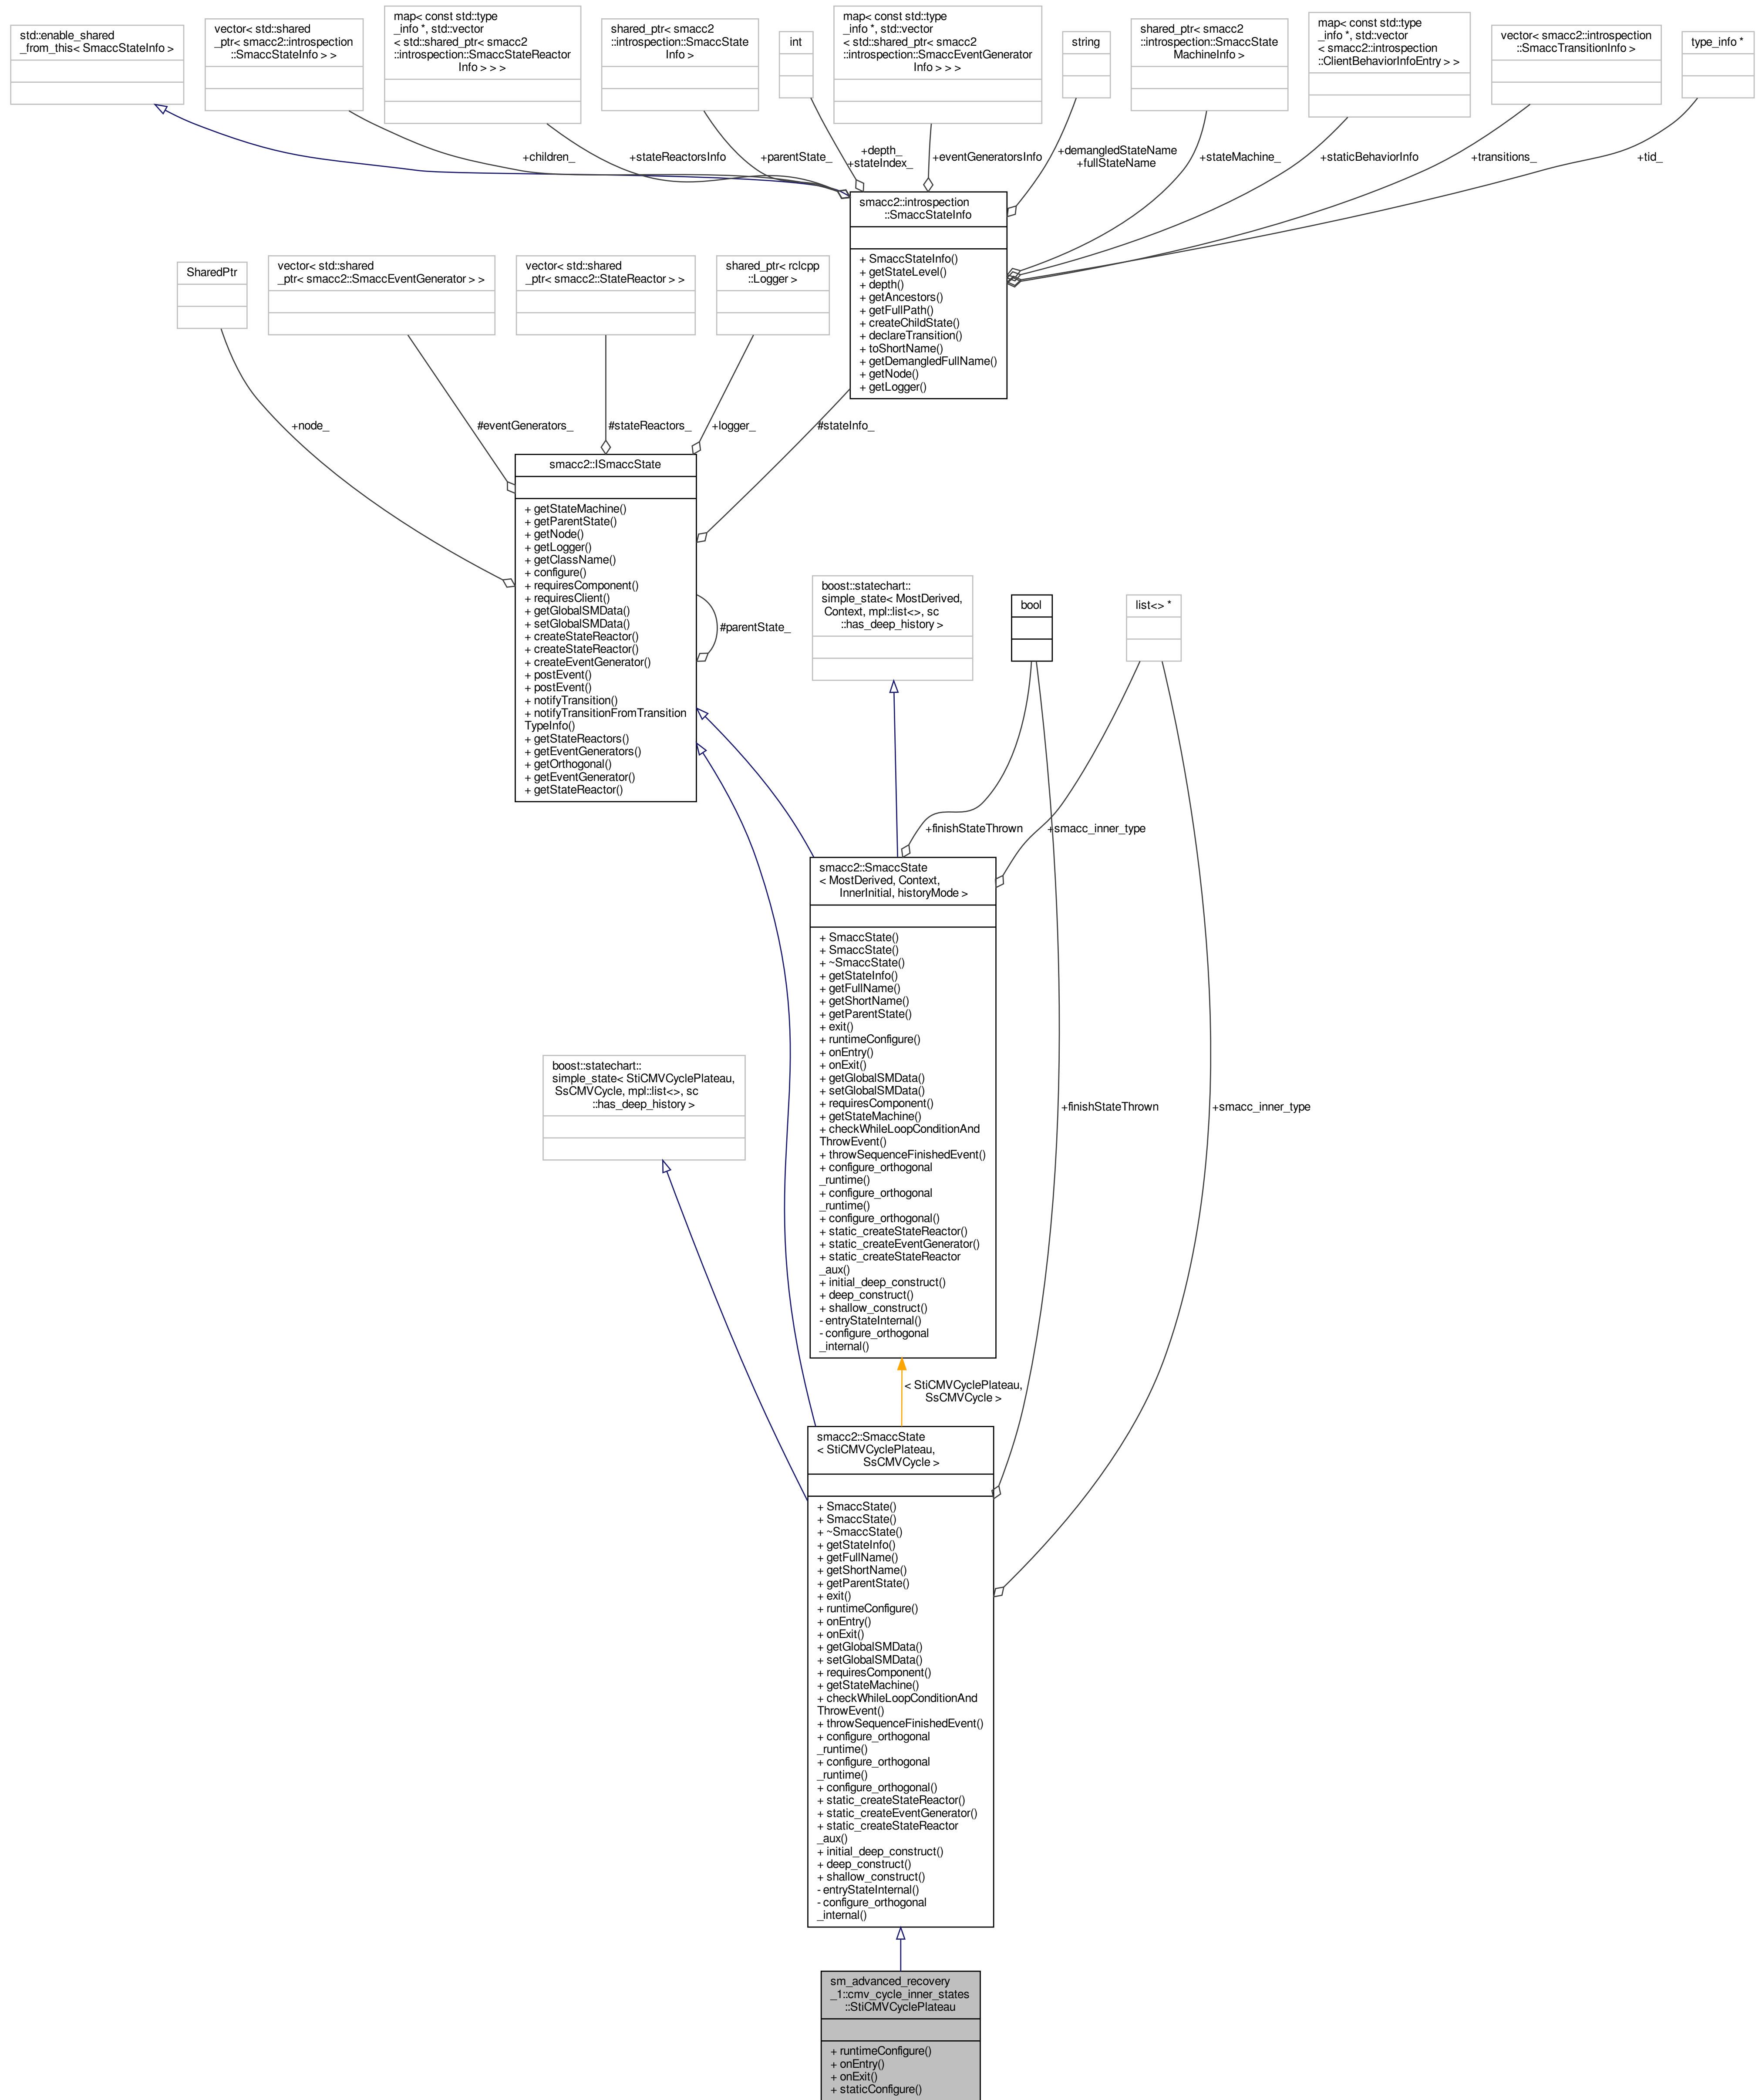 std::enable_shared
_from_this< SmaccStateInfo >
vector< std::shared
_ptr< smacc2::introspection
::SmaccStateInfo > >
map< const std::type
_info *, std::vector
< std::shared_ptr< smacc2
::introspection::SmaccStateReactor
Info > > >
shared_ptr< smacc2
::introspection::SmaccState
Info >
int
map< const std::type
_info *, std::vector
< std::shared_ptr< smacc2
::introspection::SmaccEventGenerator
Info > > >
string
shared_ptr< smacc2
::introspection::SmaccState
MachineInfo >
map< const std::type
_info *, std::vector
< smacc2::introspection
::ClientBehaviorInfoEntry > >
vector< smacc2::introspection
::SmaccTransitionInfo >
type_info *
+children_
+stateReactorsInfo
+parentState_
+depth_
+stateIndex_
+eventGeneratorsInfo
+demangledStateName
+fullStateName
+stateMachine_
+staticBehaviorInfo
+transitions_
+tid_
smacc2::introspection
::SmaccStateInfo
+ SmaccStateInfo()
+ getStateLevel()
+ depth()
+ getAncestors()
+ getFullPath()
+ createChildState()
+ declareTransition()
+ toShortName()
+ getDemangledFullName()
+ getNode()
+ getLogger()
SharedPtr
vector< std::shared
_ptr< smacc2::SmaccEventGenerator > >
vector< std::shared
_ptr< smacc2::StateReactor > >
shared_ptr< rclcpp
::Logger >
+node_
#eventGenerators_
#stateReactors_
+logger_
#stateInfo_
smacc2::ISmaccState
+ getStateMachine()
+ getParentState()
+ getNode()
+ getLogger()
+ getClassName()
+ configure()
+ requiresComponent()
+ requiresClient()
+ getGlobalSMData()
+ setGlobalSMData()
+ createStateReactor()
+ createStateReactor()
+ createEventGenerator()
+ postEvent()
+ postEvent()
+ notifyTransition()
+ notifyTransitionFromTransition
TypeInfo()
+ getStateReactors()
+ getEventGenerators()
+ getOrthogonal()
+ getEventGenerator()
+ getStateReactor()
#parentState_
boost::statechart::
simple_state< MostDerived,
Context, mpl::list<>, sc
::has_deep_history >
bool
list<> *
+finishStateThrown
+smacc_inner_type
smacc2::SmaccState
< MostDerived, Context,
InnerInitial, historyMode >
+ SmaccState()
+ SmaccState()
+ ~SmaccState()
+ getStateInfo()
+ getFullName()
+ getShortName()
+ getParentState()
+ exit()
+ runtimeConfigure()
+ onEntry()
+ onExit()
+ getGlobalSMData()
+ setGlobalSMData()
+ requiresComponent()
+ getStateMachine()
+ checkWhileLoopConditionAnd
ThrowEvent()
+ throwSequenceFinishedEvent()
+ configure_orthogonal
_runtime()
+ configure_orthogonal
_runtime()
+ configure_orthogonal()
+ static_createStateReactor()
+ static_createEventGenerator()
+ static_createStateReactor
_aux()
+ initial_deep_construct()
+ deep_construct()
+ shallow_construct()
- entryStateInternal()
- configure_orthogonal
_internal()
boost::statechart::
simple_state< StiCMVCyclePlateau,
SsCMVCycle, mpl::list<>, sc
::has_deep_history >
+finishStateThrown
+smacc_inner_type
< StiCMVCyclePlateau,
SsCMVCycle >
smacc2::SmaccState
< StiCMVCyclePlateau,
SsCMVCycle >
+ SmaccState()
+ SmaccState()
+ ~SmaccState()
+ getStateInfo()
+ getFullName()
+ getShortName()
+ getParentState()
+ exit()
+ runtimeConfigure()
+ onEntry()
+ onExit()
+ getGlobalSMData()
+ setGlobalSMData()
+ requiresComponent()
+ getStateMachine()
+ checkWhileLoopConditionAnd
ThrowEvent()
+ throwSequenceFinishedEvent()
+ configure_orthogonal
_runtime()
+ configure_orthogonal
_runtime()
+ configure_orthogonal()
+ static_createStateReactor()
+ static_createEventGenerator()
+ static_createStateReactor
_aux()
+ initial_deep_construct()
+ deep_construct()
+ shallow_construct()
- entryStateInternal()
- configure_orthogonal
_internal()
sm_advanced_recovery
_1::cmv_cycle_inner_states
::StiCMVCyclePlateau
+ runtimeConfigure()
+ onEntry()
+ onExit()
+ staticConfigure()